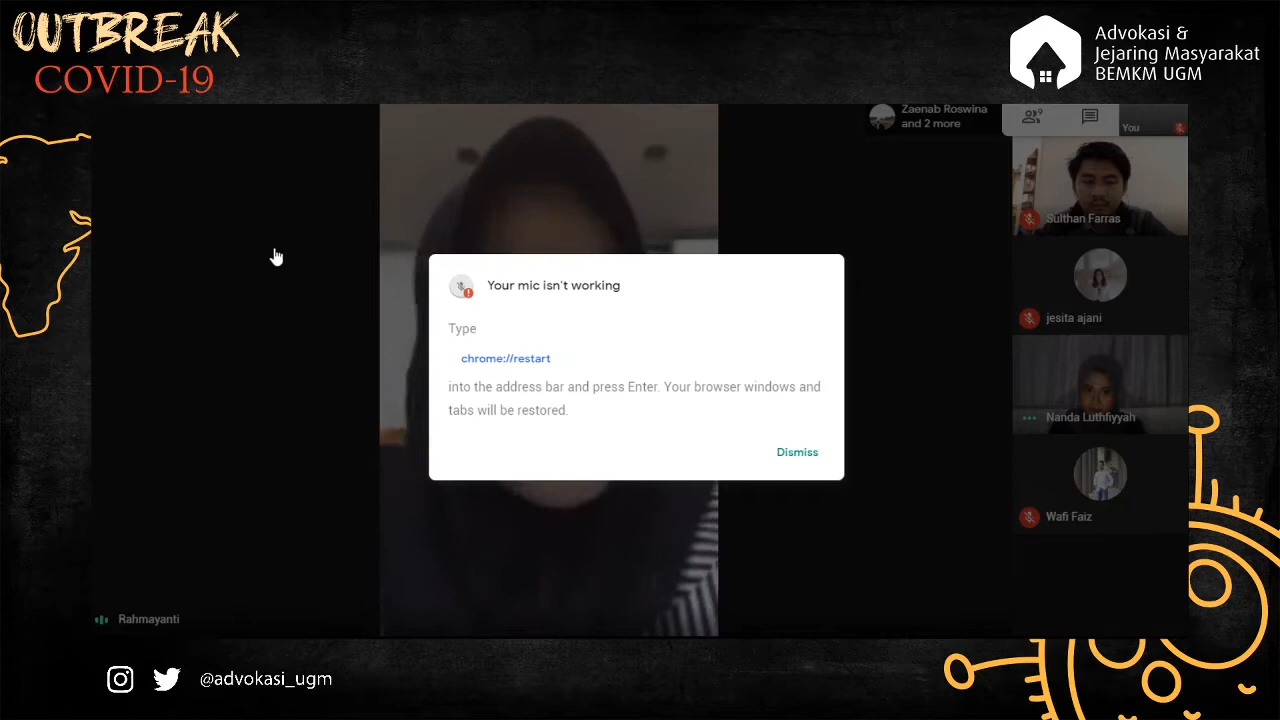 OUTBREAK
COVID-19
Advokasi &
Jejaring Masyarakat
BEMKM UGM
Zaenab Roswina
and 2 more
9
You
Sulthan Farras
jesita ajani
Nanda Luthfiyyah
Wafi Faiz
Your mic isn't working
Type
chrome://restart
into the address bar and press Enter. Your browser windows and
tabs will be restored.
Dismiss
Rahmayanti
@advokasi_ugm